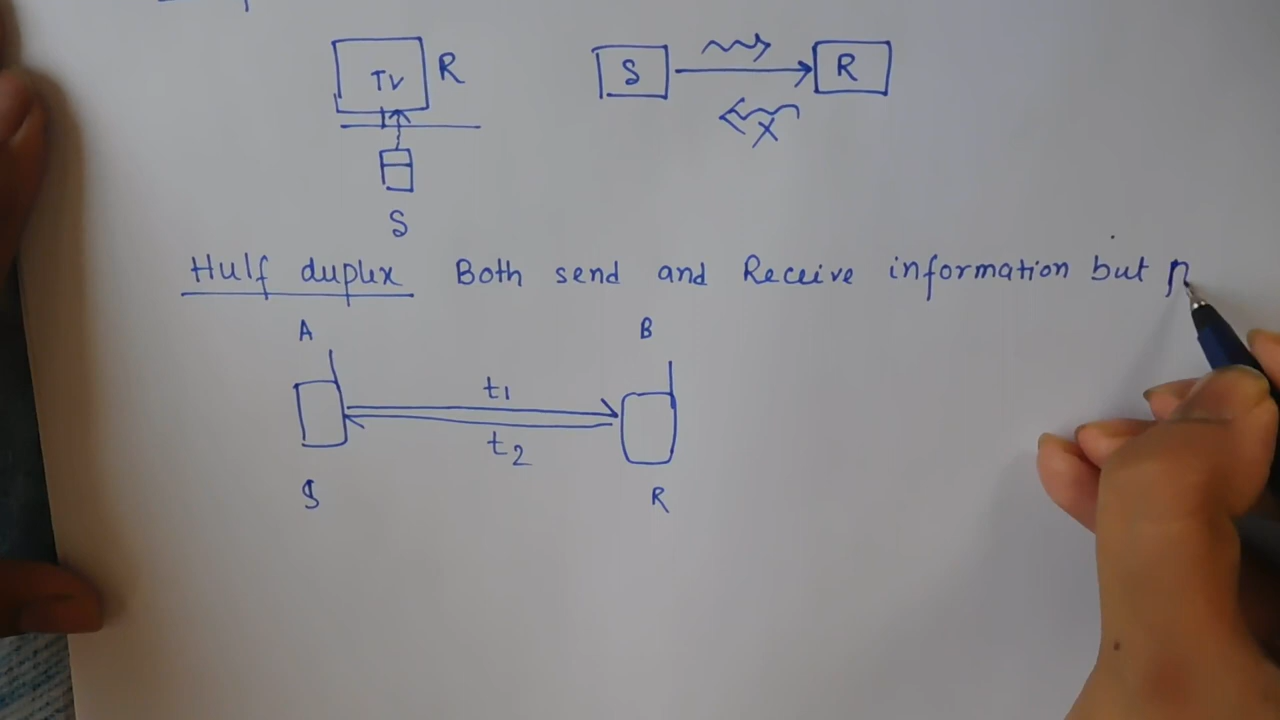 TV R S R
X
S
Hulf duplex Both send and Receive information but n
A B
t1
t2
S R